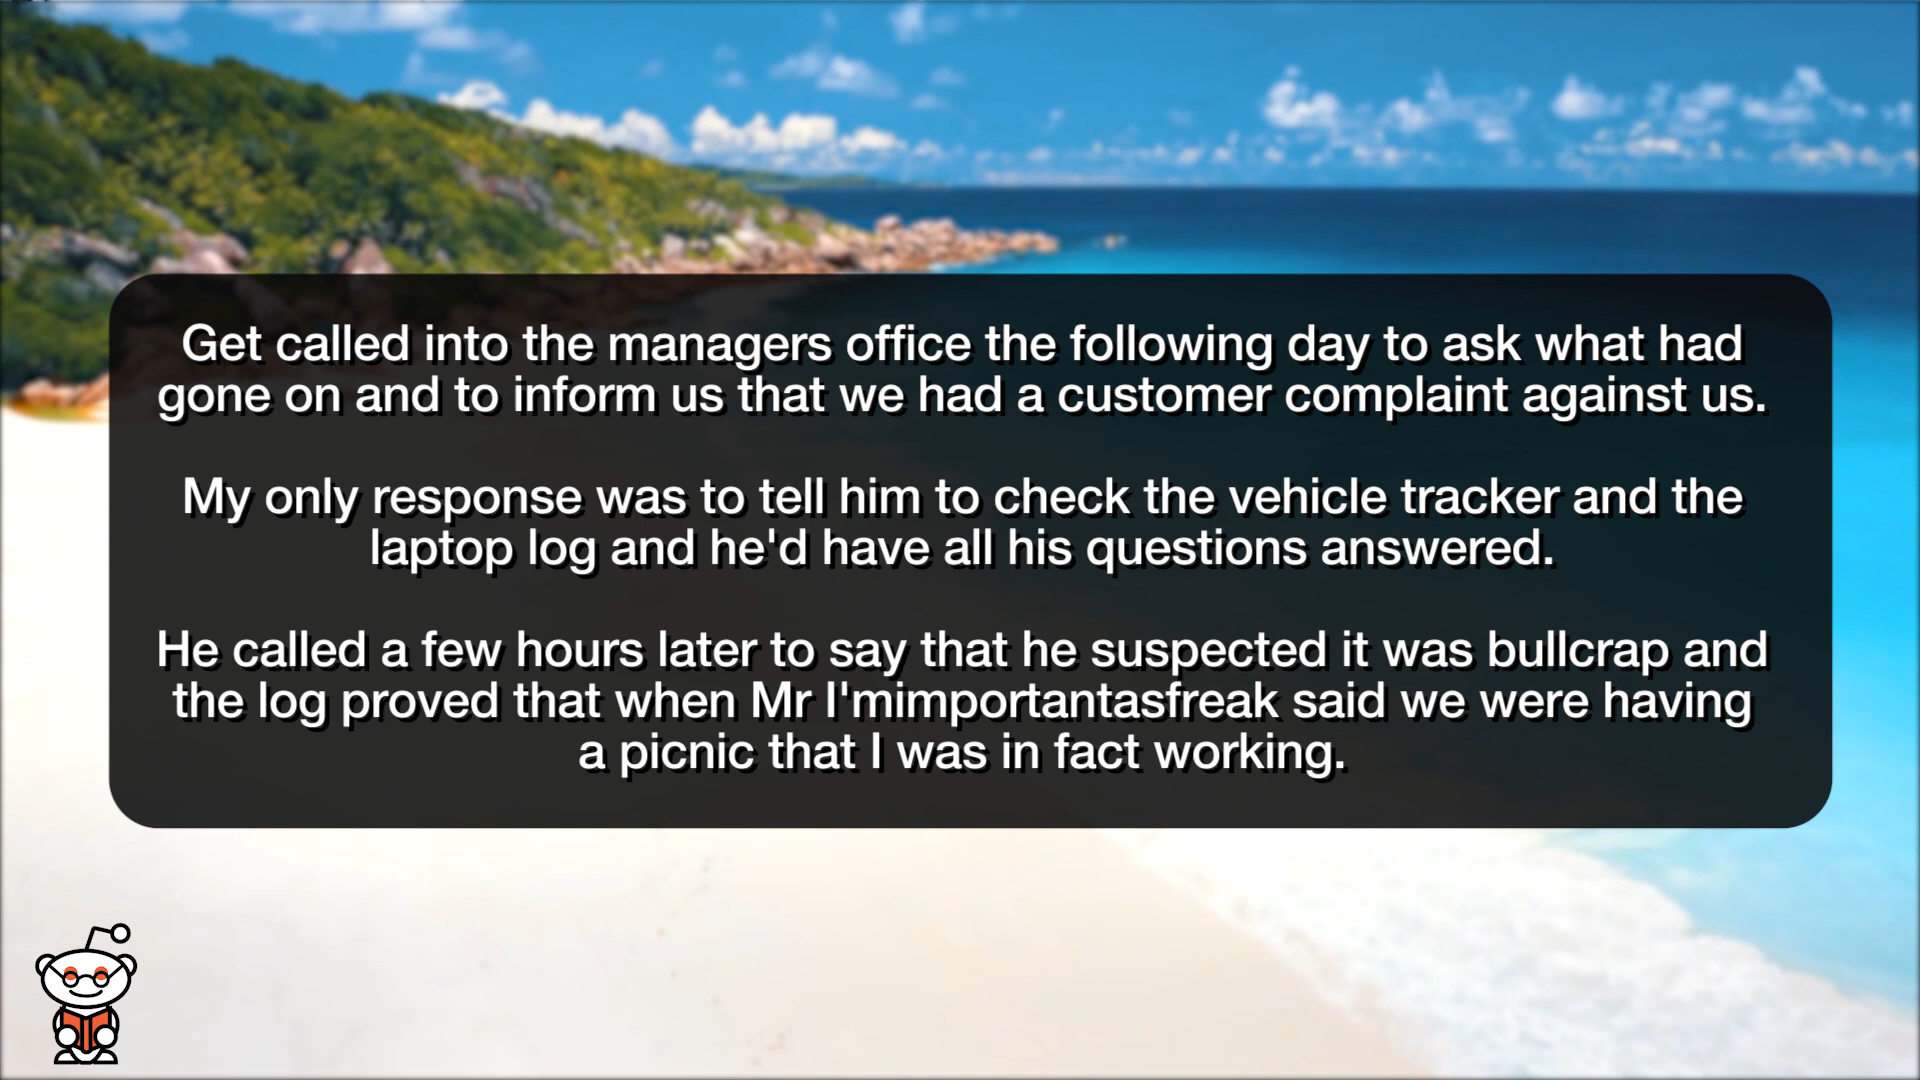 Get called into the managers office the following day to ask what had
gone on and to inform us that we had a customer complaint against us.
My only response was to tell him to check the vehicle tracker and the
laptop log and he'd have all his questions answered.
He called a few hours later to say that he suspected it was bullcrap and
the log proved that when Mr I'mimportantasfreak said we were having
a picnic that I was in fact working.